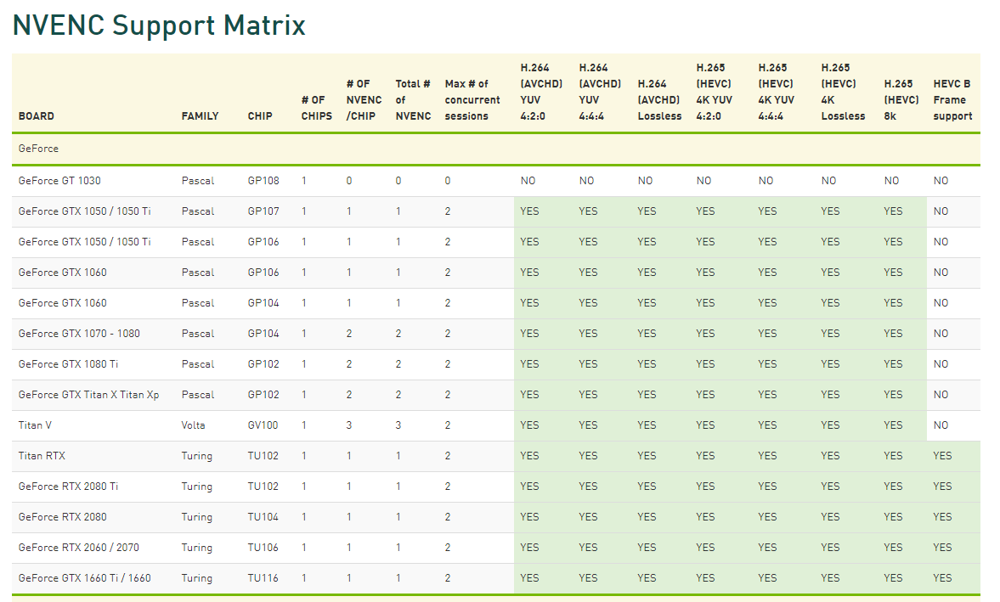 NVENC Support Matrix
BOARD FAMILY CHIP # OF CHIPS # OF NVENC /CHIP Total # of NVENC Max # of concurrent sessions H.264 (AVCHD) YUV 4:2:0 H.264 (AVCHD) YUV 4:4:4 H.264 (AVCHD) Lossless H.265 (HEVC) 4K YUV 4:2:0 H.265 (HEVC) 4K YUV 4:4:4 H.265 (HEVC) 4K Lossless H.265 (HEVC) 8k HEVC B Frame support
GeForce
GeForce GT 1030 Pascal GP108 1 0 0 0 NO NO NO NO NO NO NO NO
GeForce GTX 1050 / 1050 Ti Pascal GP107 1 1 1 2 YES YES YES YES YES YES YES NO
GeForce GTX 1050 / 1050 Ti Pascal GP106 1 1 1 2 YES YES YES YES YES YES YES NO
GeForce GTX 1060 Pascal GP106 1 1 1 2 YES YES YES YES YES YES YES NO
GeForce GTX 1060 Pascal GP104 1 1 1 2 YES YES YES YES YES YES YES NO
GeForce GTX 1070 - 1080 Pascal GP104 1 2 2 2 YES YES YES YES YES YES YES NO
GeForce GTX 1080 Ti Pascal GP102 1 2 2 2 YES YES YES YES YES YES YES NO
GeForce GTX Titan X Titan Xp Pascal GP102 1 2 2 2 YES YES YES YES YES YES YES NO
Titan V Volta GV100 1 3 3 2 YES YES YES YES YES YES YES NO
Titan RTX Turing TU102 1 1 1 2 YES YES YES YES YES YES YES YES
GeForce RTX 2080 Ti Turing TU102 1 1 1 2 YES YES YES YES YES YES YES YES
GeForce RTX 2080 Turing TU104 1 1 1 2 YES YES YES YES YES YES YES YES
GeForce RTX 2060 / 2070 Turing TU106 1 1 1 2 YES YES YES YES YES YES YES YES
GeForce GTX 1660 Ti / 1660 Turing TU116 1 1 1 2 YES YES YES YES YES YES YES YES